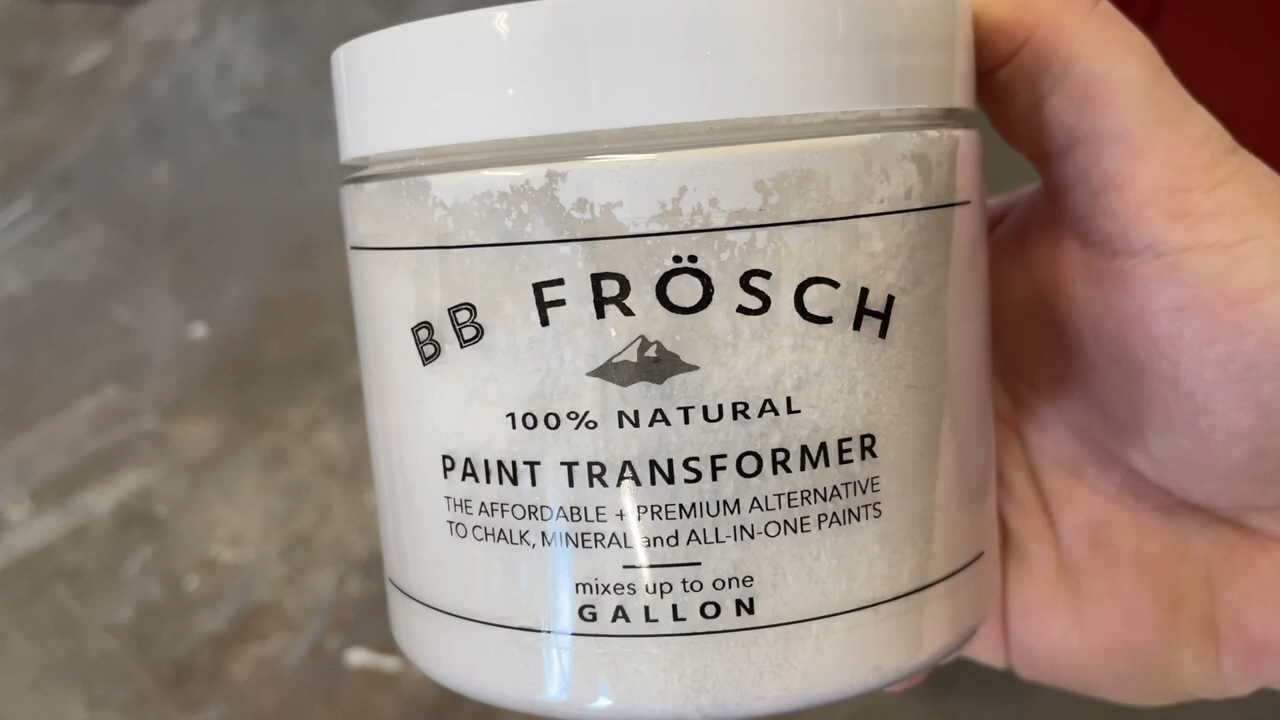 BB FRÖSCH
100% NATURAL
PAINT TRANSFORMER
THE AFFORDABLE + PREMIUM ALTERNATIVE
TO CHALK, MINERAL and ALL-IN-ONE PAINTS
mixes up to one
GALLON